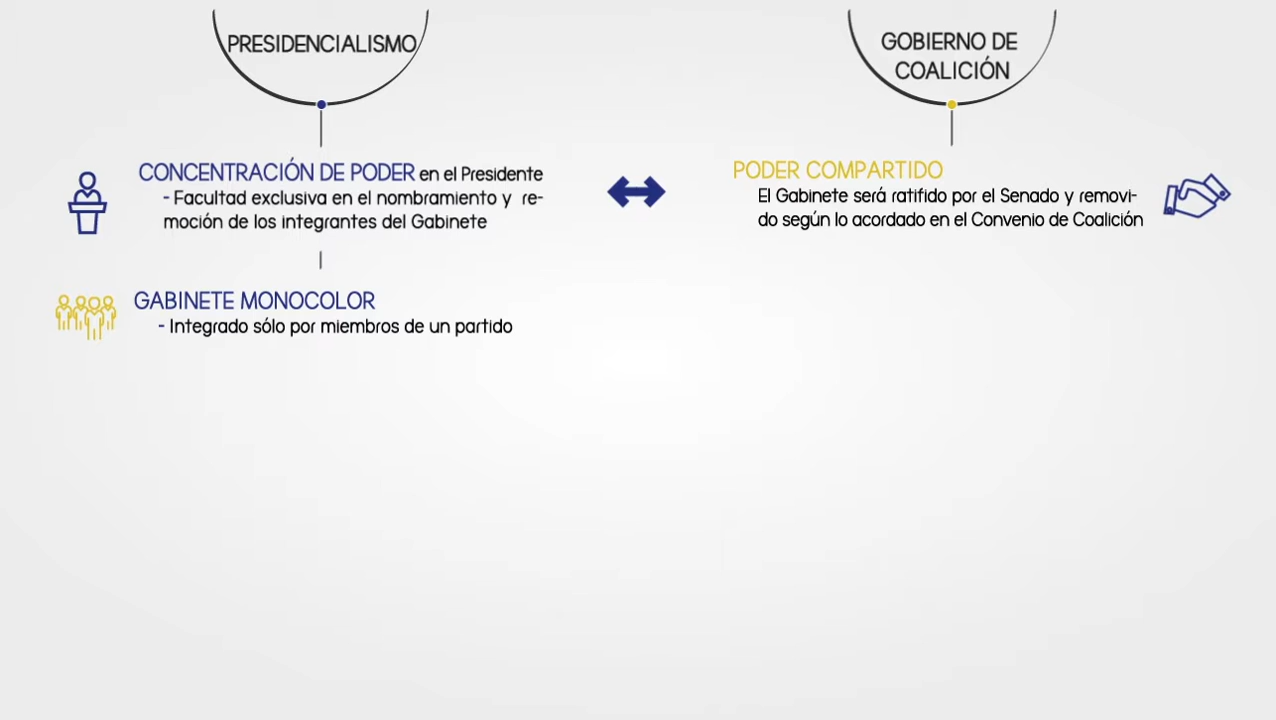 PRESIDENCIALISMO
CONCENTRACIÓN DE PODER en el Presidente
- Facultad exclusiva en el nombramiento y re-
moción de los integrantes del Gabinete
GABINETE MONOCOLOR
- Integrado sólo por miembros de un partido
GOBIERNO DE
COALICIÓN
PODER COMPARTIDO
El Gabinete será ratifido por el Senado y removi-
do según lo acordado en el Convenio de Coalición